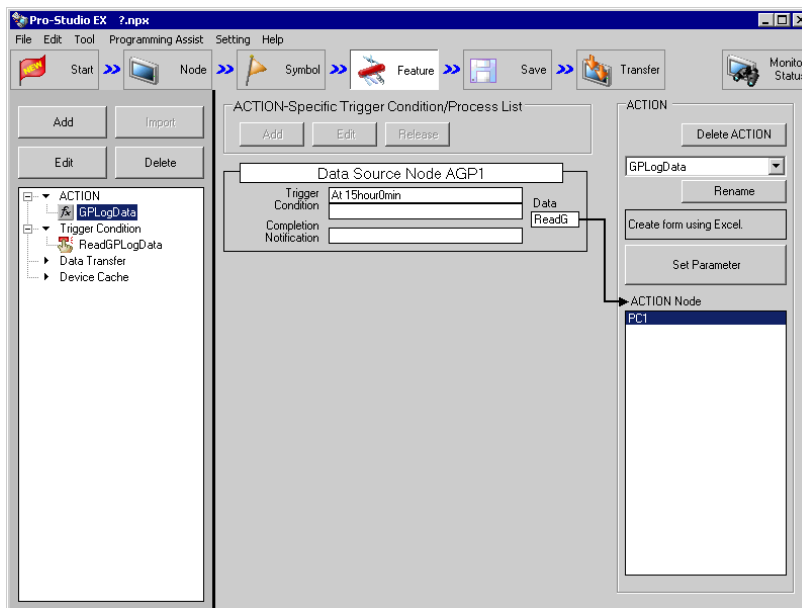 Pro-Studio EX ?.npx
File Edit Tool Programming Assist Setting Help
NEW Start Node Symbol Feature Save Transfer Monito
Status
Add Import
Edit Delete
ACTION
fx GPLogData
Trigger Condition
ReadGPLogData
Data Transfer
Device Cache
ACTION-Specific Trigger Condition/Process List
Add Edit Release
Data Source Node AGP1
Trigger
Condition
At 15hour0min
Completion
Notification
Data
ReadG
ACTION
Delete ACTION
GPLogData
Rename
Create form using Excel.
Set Parameter
ACTION Node
PC1